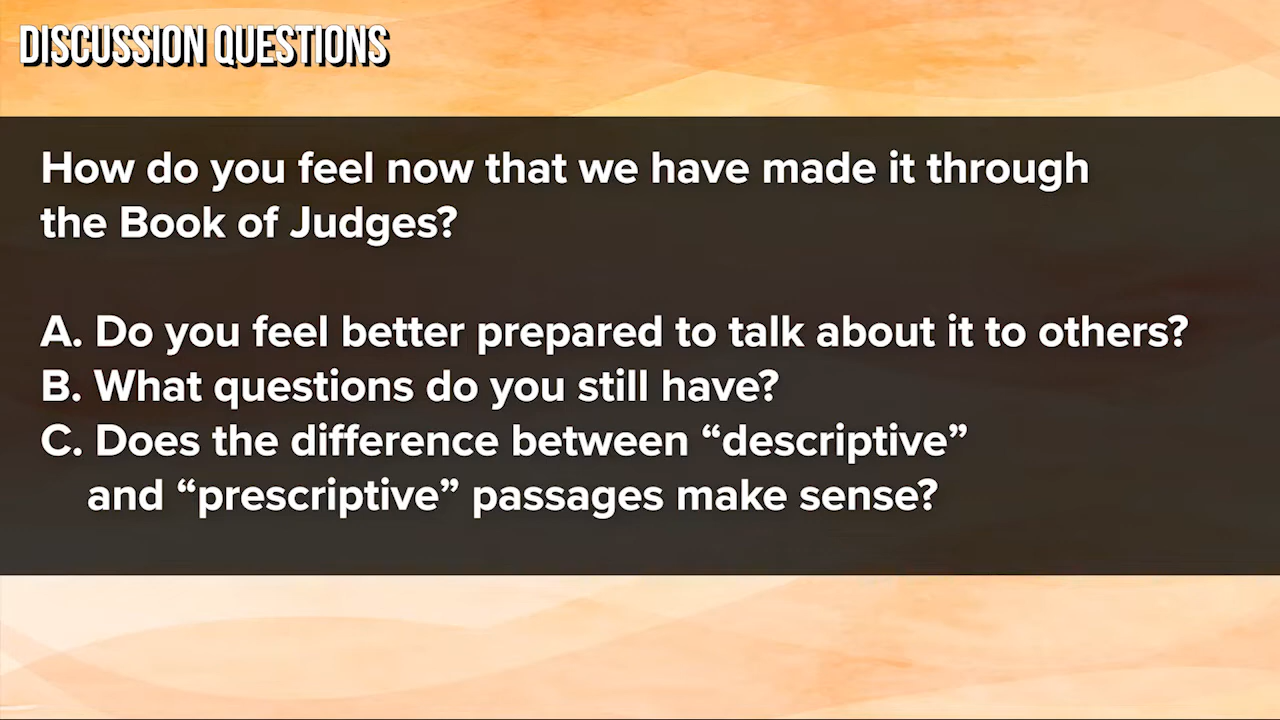 DISCUSSION QUESTIONS
How do you feel now that we have made it through
the Book of Judges?
A. Do you feel better prepared to talk about it to others?
B. What questions do you still have?
C. Does the difference between “descriptive”
and “prescriptive” passages make sense?